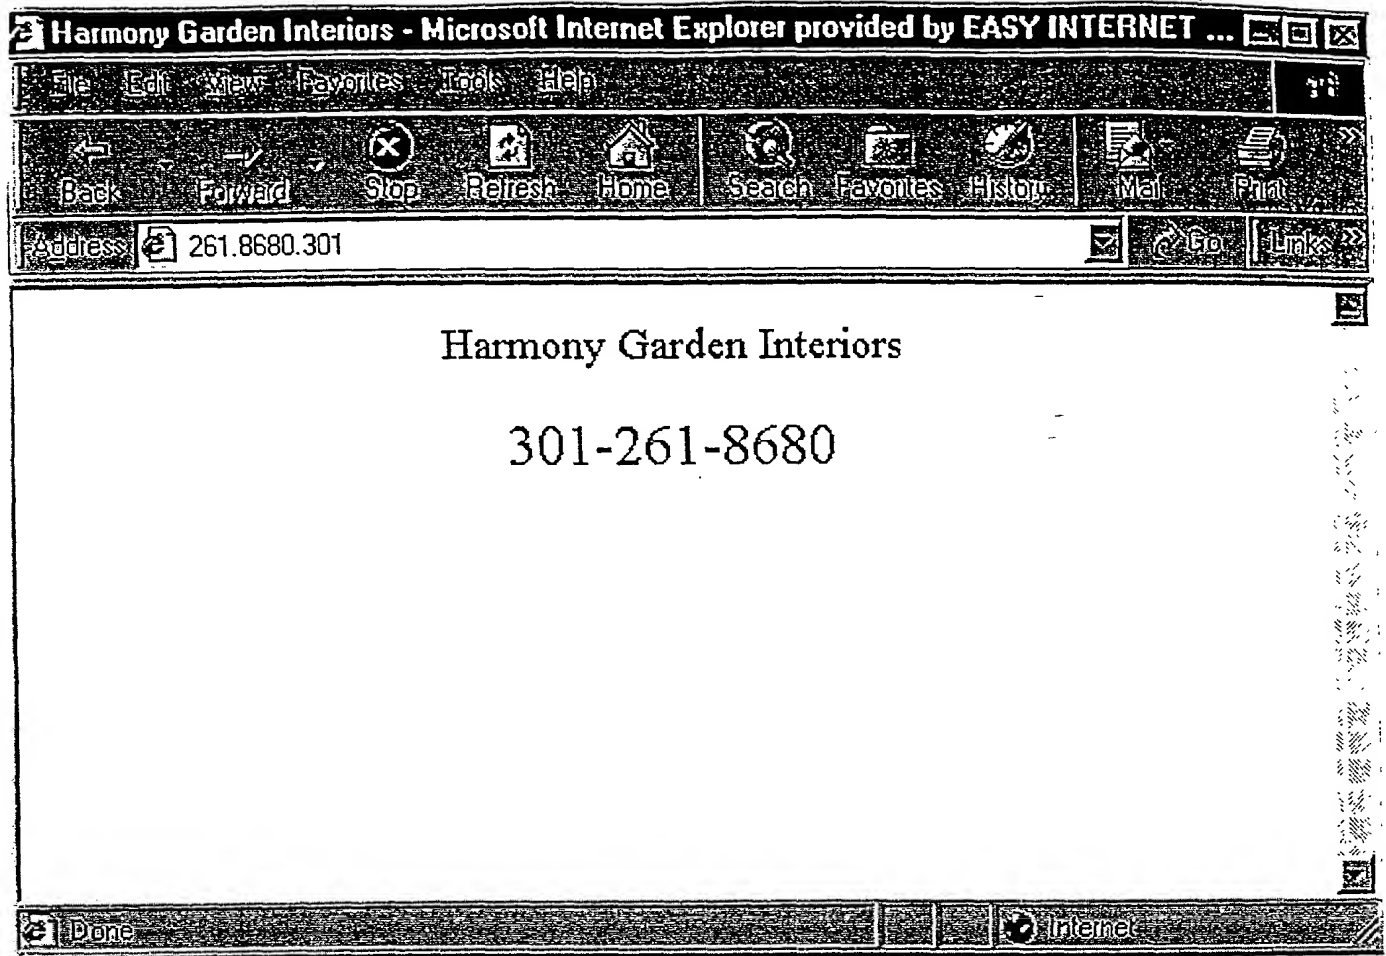 Harmony Garden Interiors - Microsoft Internet Explorer provided by EASY INTERNET ...
File Edit View Favorites Tools Help
Back Forward Stop Refresh Home Search Favorites History Mail Print
Address 261.8680.301 Go Links
Harmony Garden Interiors
301-261-8680
Done Internet